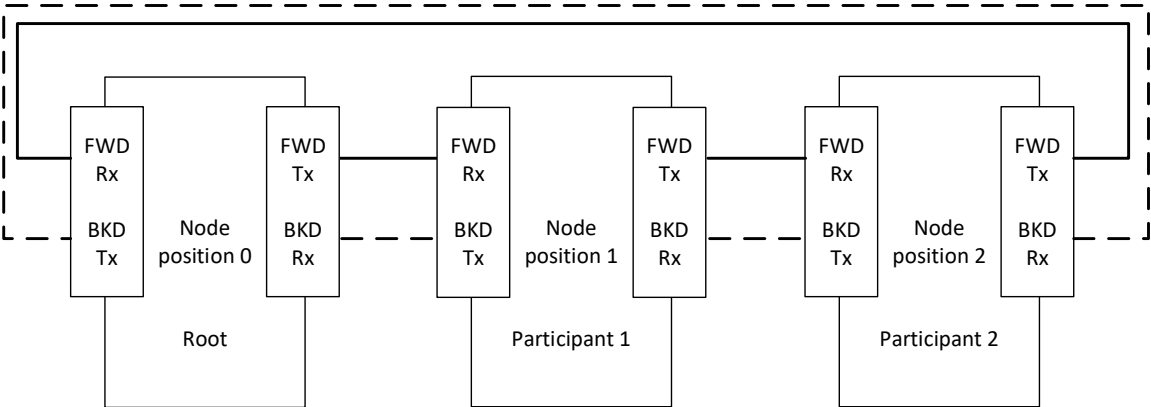 FWD
Rx
BKD
Tx
Node
position 0
FWD
Tx
BKD
Rx
Root
FWD
Rx
BKD
Tx
Node
position 1
FWD
Tx
BKD
Rx
Participant 1
FWD
Rx
BKD
Tx
Node
position 2
FWD
Tx
BKD
Rx
Participant 2